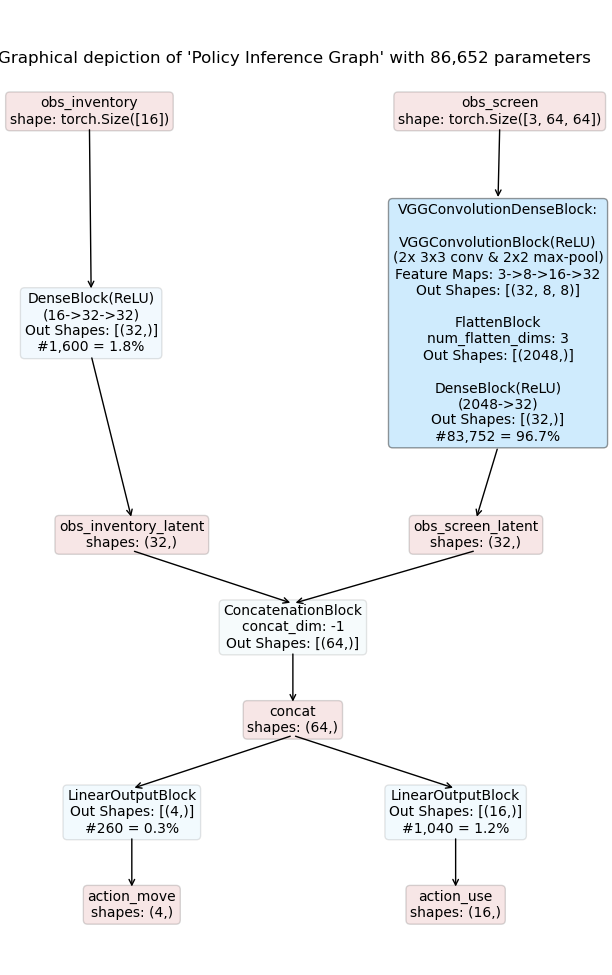 Graphical depiction of 'Policy Inference Graph' with 86,652 parameters
obs_inventory
shape: torch.Size([16])
obs_screen
shape: torch.Size([3, 64, 64])
VGGConvolutionDenseBlock:
VGGConvolutionBlock(ReLU)
(2x 3x3 conv & 2x2 max-pool)
Feature Maps: 3->8->16->32
Out Shapes: [(32, 8, 8)]
FlattenBlock
num_flatten_dims: 3
Out Shapes: [(2048,)]
DenseBlock(ReLU)
(2048->32)
Out Shapes: [(32,)]
#83,752 = 96.7%
DenseBlock(ReLU)
(16->32->32)
Out Shapes: [(32,)]
#1,600 = 1.8%
obs_inventory_latent
shapes: (32,)
obs_screen_latent
shapes: (32,)
ConcatenationBlock
concat_dim: -1
Out Shapes: [(64,)]
concat
shapes: (64,)
LinearOutputBlock
Out Shapes: [(4,)]
#260 = 0.3%
LinearOutputBlock
Out Shapes: [(16,)]
#1,040 = 1.2%
action_move
shapes: (4,)
action_use
shapes: (16,)